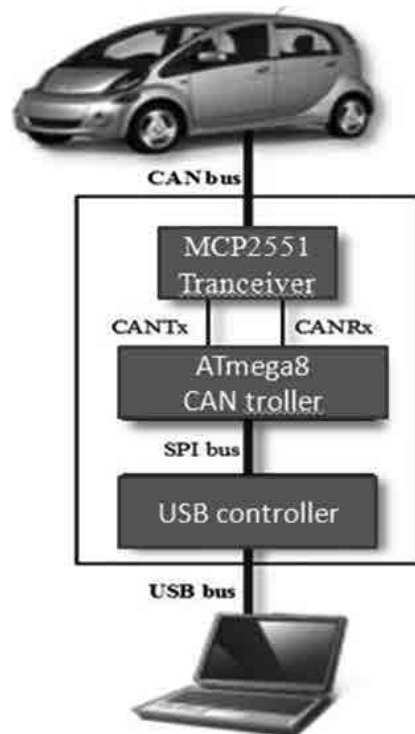 CAN bus
MCP2551
Tranceiver
CANTx CANRx
ATmega8
CAN troller
SPI bus
USB controller
USB bus